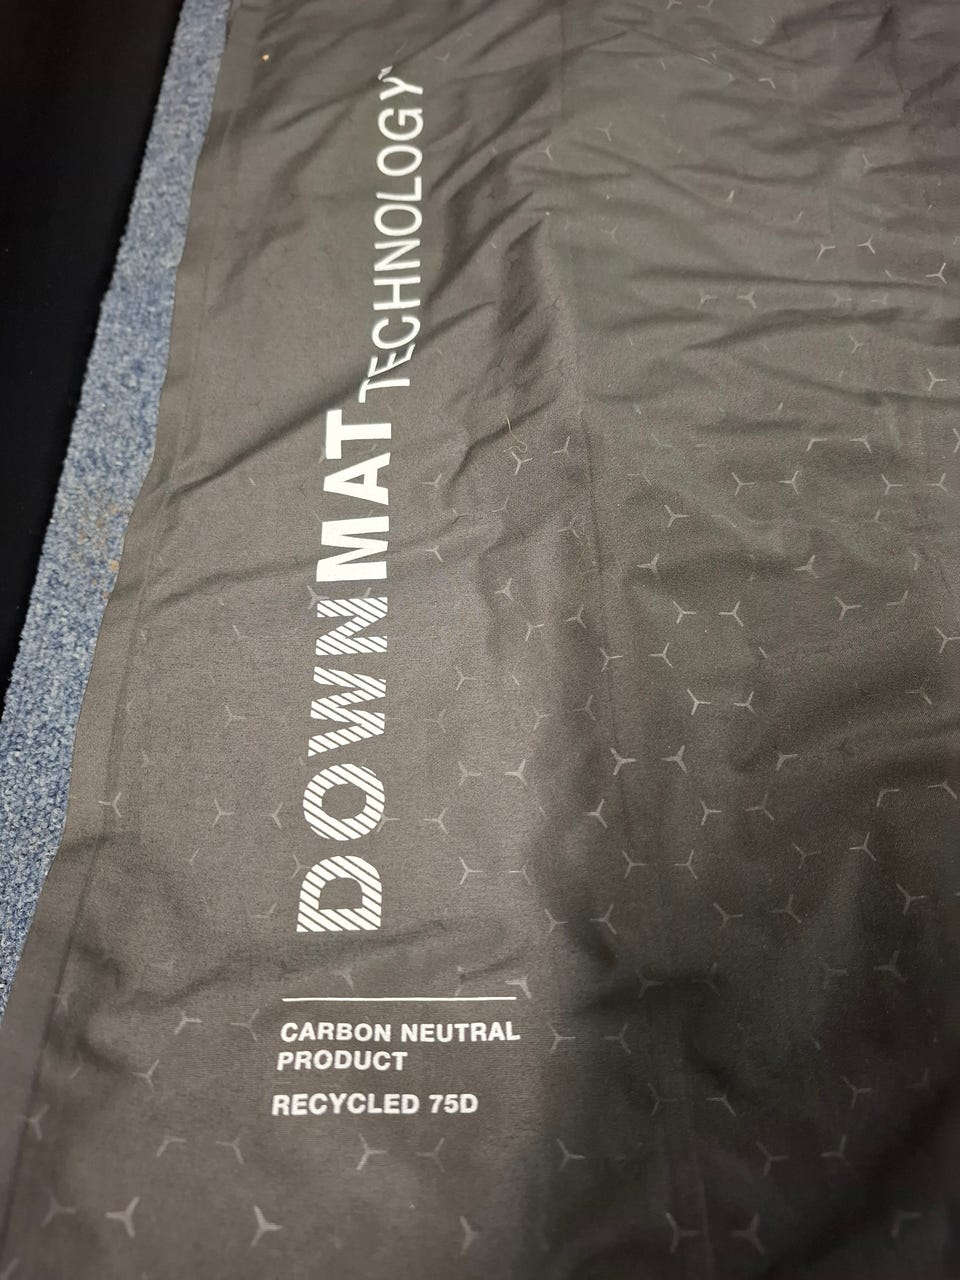 DOWNMAT TECHNOLOGY
CARBON NEUTRAL
PRODUCT
RECYCLED 75D